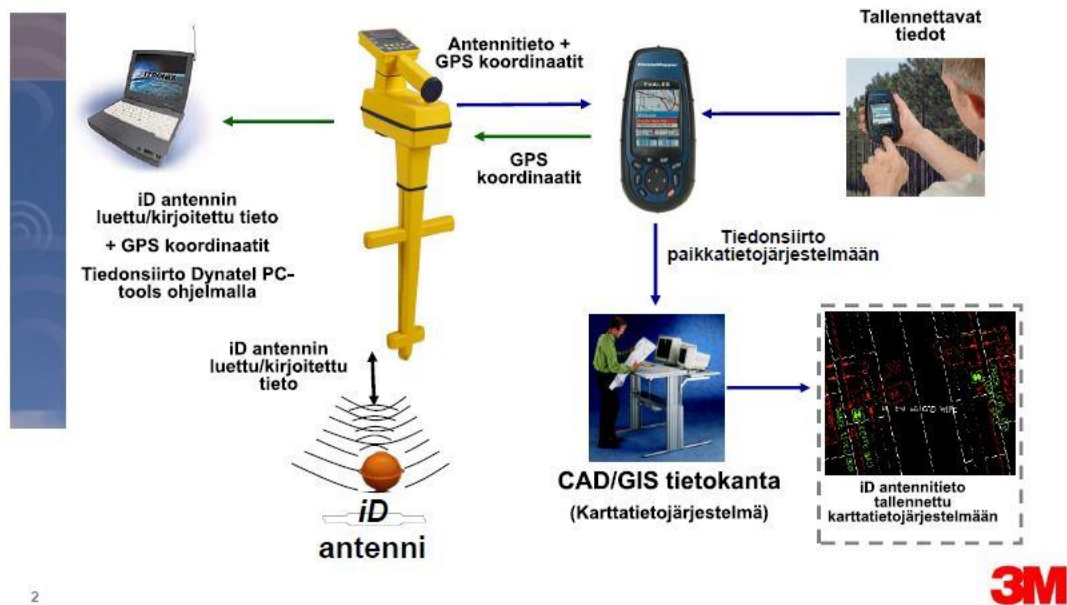 Tallennettavat
tiedot
Antennitieto +
GPS koordinaatit
GPS
koordinaatit
THALES
iD antennin
luettu/kirjoitettu tieto
+ GPS koordinaatit
Tiedonsiirto Dynatel PC-
tools ohjelmalla
Tiedonsiirto
paikkatietojärjestelmään
iD antennin
luettu/kirjoitettu
tieto
iD
antenni
CAD/GIS tietokanta
(Karttatietojärjestelmä)
iD antennitieto
tallennettu
karttatietojärjestelmään
2
3M